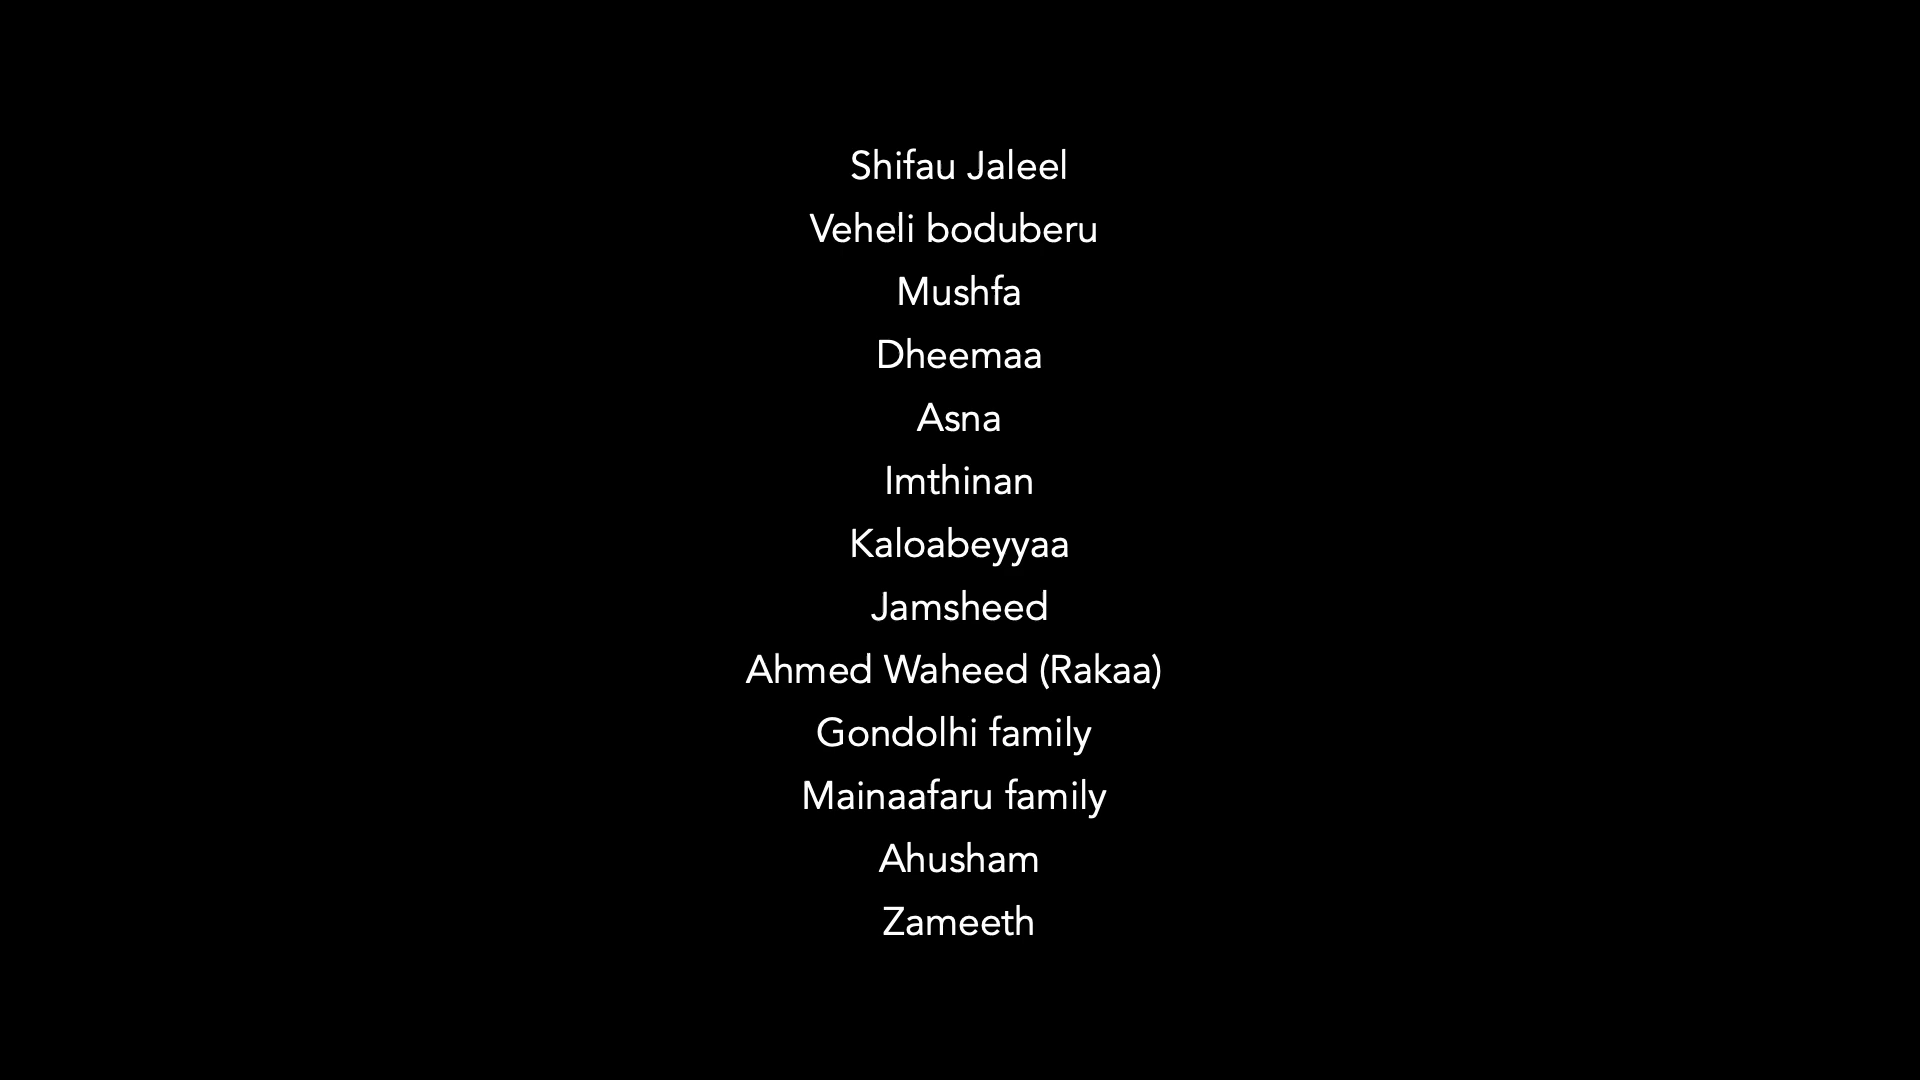 Shifau Jaleel
Veheli boduberu
Mushfa
Dheemaa
Asna
Imthinan
Kaloabeyyaa
Jamsheed
Ahmed Waheed (Rakaa)
Gondolhi family
Mainaafaru family
Ahusham
Zameeth